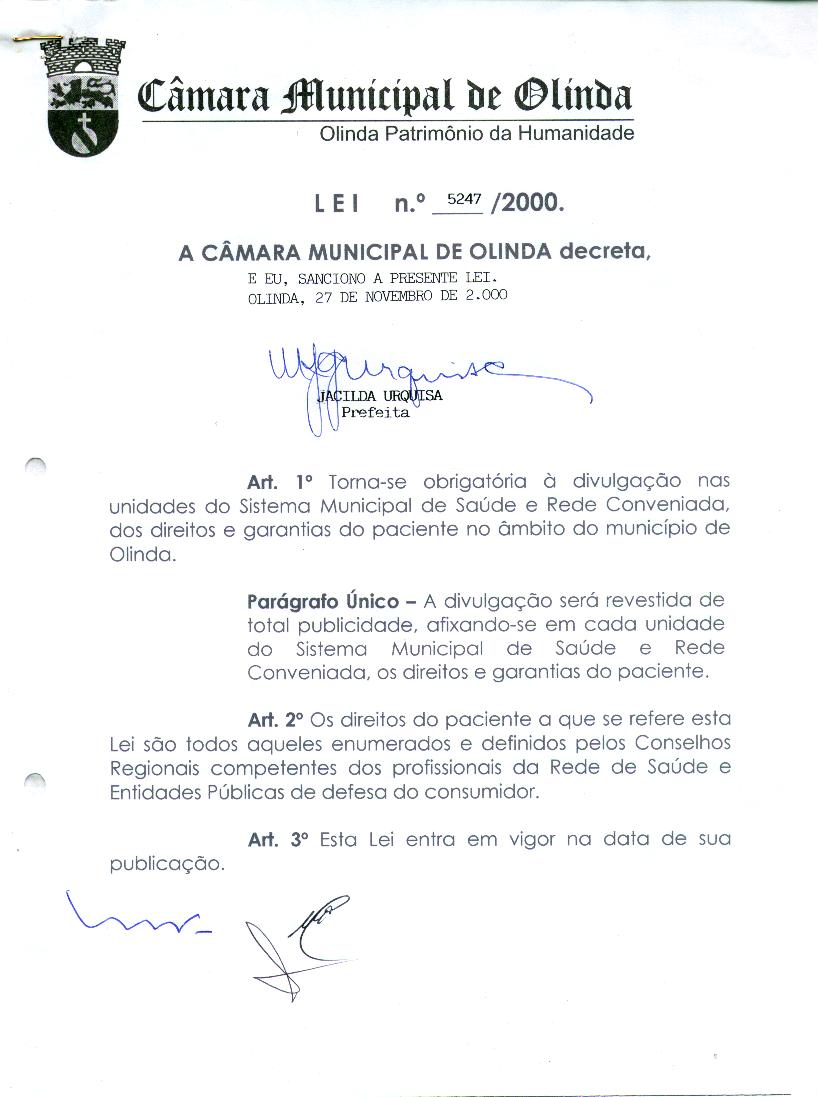 Câmara Municipal de Olinda
Olinda Patrimônio da Humanidade
LEI n.º 5247 /2000.
A CÂMARA MUNICIPAL DE OLINDA decreta,
E EU, SANCIONO A PRESENTE LEI.
OLINDA, 27 DE NOVEMBRO DE 2.000
JACILDA URQUISA
Prefeita
Art. 1º Torna-se obrigatória à divulgação nas
unidades do Sistema Municipal de Saúde e Rede Conveniada,
dos direitos e garantias do paciente no âmbito do município de
Olinda.
Parágrafo Único – A divulgação será revestida de
total publicidade, afixando-se em cada unidade
do Sistema Municipal de Saúde e Rede
Conveniada, os direitos e garantias do paciente.
Art. 2º Os direitos do paciente a que se refere esta
Lei são todos aqueles enumerados e definidos pelos Conselhos
Regionais competentes dos profissionais da Rede de Saúde e
Entidades Públicas de defesa do consumidor.
Art. 3º Esta Lei entra em vigor na data de sua
publicação.